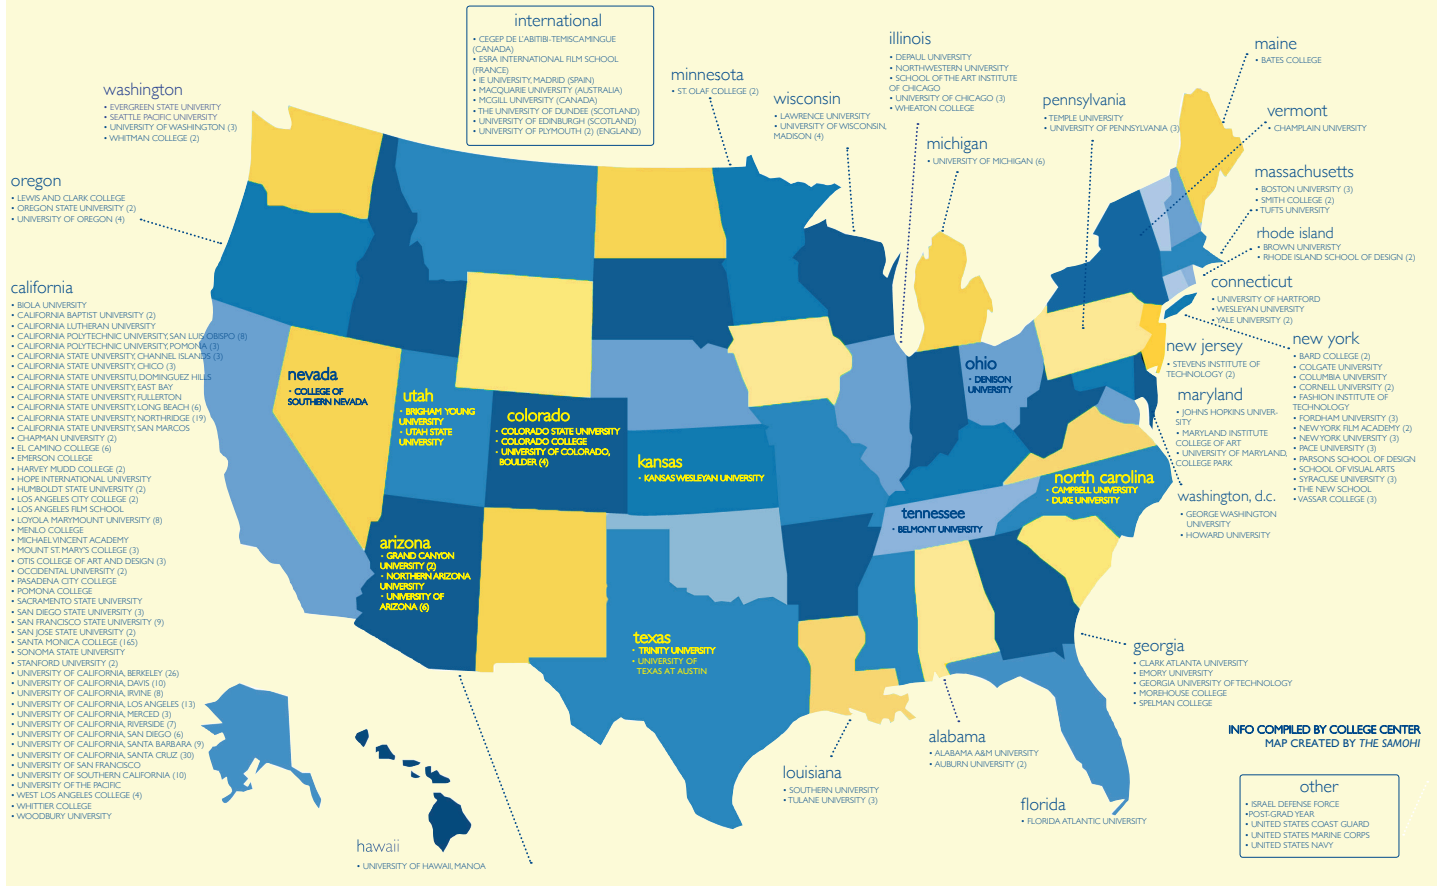 international
• CEGEP DE L'ABITIBI-TEMISCAMINGUE
(CANADA)
• ESRA INTERNATIONAL FILM SCHOOL
(FRANCE)
• IE UNIVERSITY, MADRID (SPAIN)
• MACQUARIE UNIVERSITY (AUSTRALIA)
• MCGILL UNIVERSITY (CANADA)
• THE UNIVERSITY OF DUNDEE (SCOTLAND)
• UNIVERSITY OF EDINBURGH (SCOTLAND)
• UNIVERSITY OF PLYMOUTH (2) (ENGLAND)
washington
• EVERGREEN STATE UNIVERITY
• SEATTLE PACIFIC UNIVERSITY
• UNIVERSITY OF WASHINGTON (3)
• WHITMAN COLLEGE (2)
oregon
• LEWIS AND CLARK COLLEGE
• OREGON STATE UNIVERSITY (2)
• UNIVERSITY OF OREGON (4)
california
• BIOLA UNIVERSITY
• CALIFORNIA BAPTIST UNIVERSITY (2)
• CALIFORNIA LUTHERAN UNIVERSITY
• CALIFORNIA POLYTECHNIC UNIVERSITY, SAN LUIS OBISPO (8)
• CALIFORNIA POLYTECHNIC UNIVERSITY, POMONA (3)
• CALIFORNIA STATE UNIVERSITY, CHANNEL ISLANDS (3)
• CALIFORNIA STATE UNIVERSITY, CHICO (3)
• CALIFORNIA STATE UNIVERSITU, DOMINGUEZ HILLS
• CALIFORNIA STATE UNIVERSITY, EAST BAY
• CALIFORNIA STATE UNIVERSITY, FULLERTON
• CALIFORNIA STATE UNIVERSITY, LONG BEACH (6)
• CALIFORNIA STATE UNIVERSITY, NORTHRIDGE (19)
• CALIFORNIA STATE UNIVERSITY, SAN MARCOS
• CHAPMAN UNIVERSITY (2)
• EL CAMINO COLLEGE (6)
• EMERSON COLLEGE
• HARVEY MUDD COLLEGE (2)
• HOPE INTERNATIONAL UNIVERSITY
• HUMBOLDT STATE UNIVERSITY (2)
• LOS ANGELES CITY COLLEGE (2)
• LOS ANGELES FILM SCHOOL
• LOYOLA MARYMOUNT UNIVERSITY (8)
• MENLO COLLEGE
• MICHAEL VINCENT ACADEMY
• MOUNT ST. MARY'S COLLEGE (3)
• OTIS COLLEGE OF ART AND DESIGN (3)
• OCCIDENTAL UNIVERSITY (2)
• PASADENA CITY COLLEGE
• POMONA COLLEGE
• SACRAMENTO STATE UNIVERSITY
• SAN DIEGO STATE UNIVERSITY (3)
• SAN FRANCISCO STATE UNIVERSITY (9)
• SAN JOSE STATE UNIVERSITY (2)
• SANTA MONICA COLLEGE (165)
• SONOMA STATE UNIVERSITY
• STANFORD UNIVERSITY (2)
• UNIVERSITY OF CALIFORNIA, BERKELEY (26)
• UNIVERSITY OF CALIFORNIA, DAVIS (10)
• UNIVERSITY OF CALIFORNIA, IRVINE (8)
• UNIVERSITY OF CALIFORNIA, LOS ANGELES (13)
• UNIVERSITY OF CALIFORNIA, MERCED (3)
• UNIVERSITY OF CALIFORNIA, RIVERSIDE (7)
• UNIVERSITY OF CALIFORNIA, SAN DIEGO (6)
• UNIVERSITY OF CALIFORNIA, SANTA BARBARA (9)
• UNIVERSITY OF CALIFORNIA, SANTA CRUZ (30)
• UNIVERSITY OF SAN FRANCISCO
• UNIVERSITY OF SOUTHERN CALIFORNIA (10)
• UNIVERSITY OF THE PACIFIC
• WEST LOS ANGELES COLLEGE (4)
• WHITTIER COLLEGE
• WOODBURY UNIVERSITY
minnesota
• ST. OLAF COLLEGE (2)
wisconsin
• LAWRENCE UNIVERSITY
• UNIVERSITY OF WISCONSIN,
MADISON (4)
illinois
• DEPAUL UNIVERSITY
• NORTHWESTERN UNIVERSITY
• SCHOOL OF THE ART INSTITUTE
OF CHICAGO
• UNIVERSITY OF CHICAGO (3)
• WHEATON COLLEGE
michigan
• UNIVERSITY OF MICHIGAN (6)
pennsylvania
• TEMPLE UNIVERSITY
• UNIVERSITY OF PENNSYLVANIA (3)
maine
• BATES COLLEGE
vermont
• CHAMPLAIN UNIVERSITY
massachusetts
• BOSTON UNIVERSITY (3)
• SMITH COLLEGE (2)
• TUFTS UNIVERSITY
rhode island
• BROWN UNIVERISTY
• RHODE ISLAND SCHOOL OF DESIGN (2)
connecticut
• UNIVERSITY OF HARTFORD
• WESLEYAN UNIVERSITY
• YALE UNIVERSITY (2)
new york
• BARD COLLEGE (2)
• COLGATE UNIVERSITY
• COLUMBIA UNIVERSITY
• CORNELL UNIVERSITY (2)
• FASHION INSTITUTE OF
TECHNOLOGY
• FORDHAM UNIVERSITY (3)
• NEW YORK FILM ACADEMY (2)
• NEW YORK UNIVERSITY (3)
• PACE UNIVERSITY (3)
• PARSONS SCHOOL OF DESIGN
• SCHOOL OF VISUAL ARTS
• SYRACUSE UNIVERSITY (3)
• THE NEW SCHOOL
• VASSAR COLLEGE (3)
new jersey
• STEVENS INSTITUTE OF
TECHNOLOGY (2)
maryland
• JOHNS HOPKINS UNIVER-
SITY
• MARYLAND INSTITUTE
COLLEGE OF ART
• UNIVERSITY OF MARYLAND,
COLLEGE PARK
washington, d.c.
• GEORGE WASHINGTON
UNIVERSITY
• HOWARD UNIVERSITY
nevada
• COLLEGE OF
SOUTHERN NEVADA
utah
• BRIGHAM YOUNG
UNIVERSITY
• UTAH STATE
UNIVERSITY
colorado
• COLORADO STATE UNIVERSITY
• COLORADO COLLEGE
• UNIVERSITY OF COLORADO,
BOULDER (4)
kansas
• KANSAS WESLEYAN UNIVERSITY
ohio
• DENISON
UNIVERSITY
north carolina
• CAMPBELL UNIVERSITY
• DUKE UNIVERSITY
tennessee
• BELMONT UNIVERSITY
arizona
• GRAND CANYON
UNIVERSITY (2)
• NORTHERN ARIZONA
UNIVERSITY
• UNIVERSITY OF
ARIZONA (6)
texas
• TRINITY UNIVERSITY
• UNIVERSITY OF
TEXAS AT AUSTIN
georgia
• CLARK ATLANTA UNIVERSITY
• EMORY UNIVERSITY
• GEORGIA UNIVERSITY OF TECHNOLOGY
• MOREHOUSE COLLEGE
• SPELMAN COLLEGE
alabama
• ALABAMA A&M UNIVERSITY
• AUBURN UNIVERSITY (2)
louisiana
• SOUTHERN UNIVERSITY
• TULANE UNIVERSITY (3)
florida
• FLORIDA ATLANTIC UNIVERSITY
hawaii
• UNIVERSITY OF HAWAII, MANOA
INFO COMPILED BY COLLEGE CENTER
MAP CREATED BY THE SAMOHI
other
• ISRAEL DEFENSE FORCE
•POST-GRAD YEAR
• UNITED STATES COAST GUARD
• UNITED STATES MARINE CORPS
• UNITED STATES NAVY